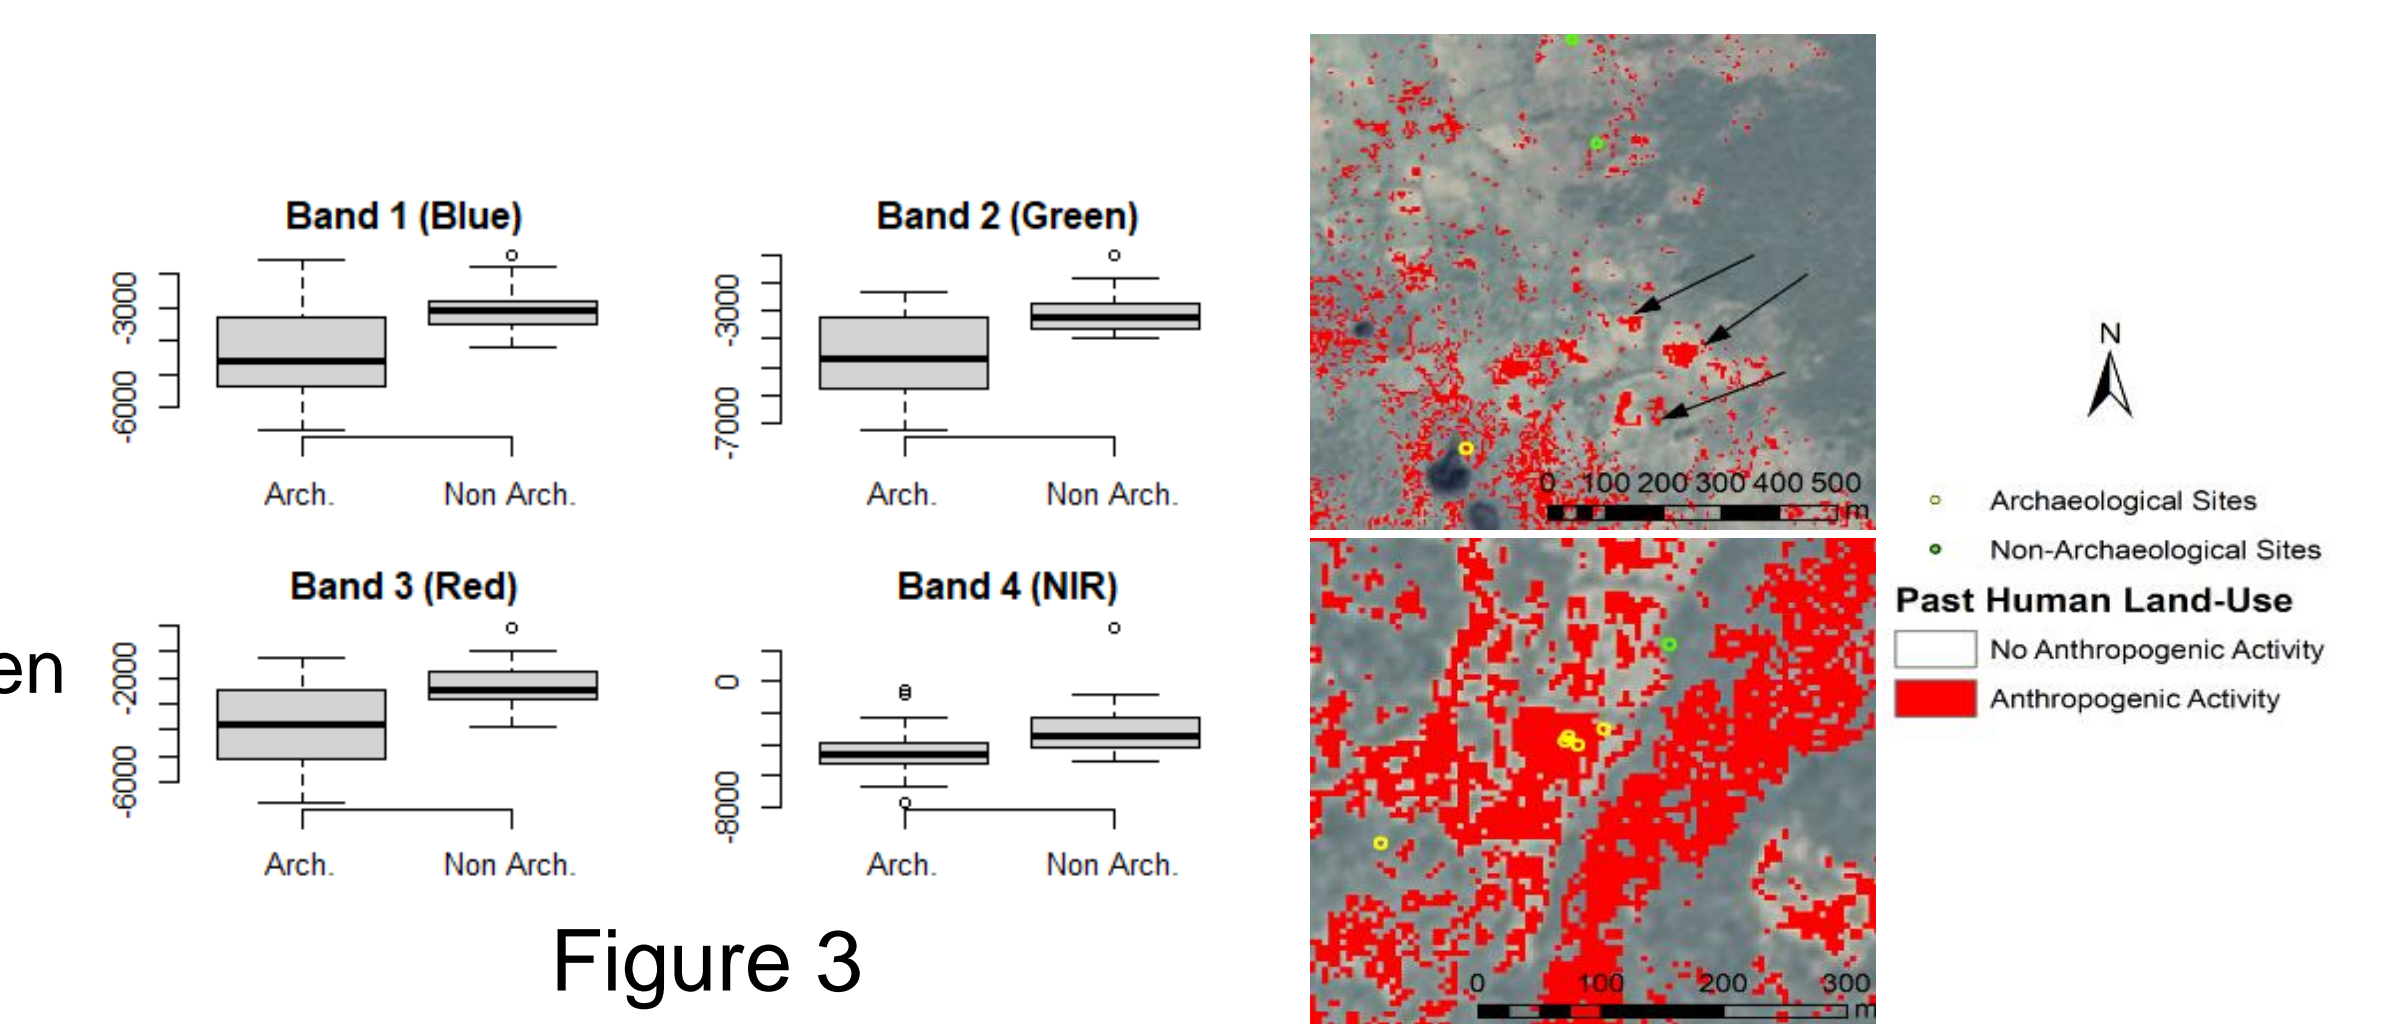 Band 1 (Blue)
-3000
-6000
Arch.
Non Arch.
Band 2 (Green)
-3000
-7000
Arch.
Non Arch.
Band 3 (Red)
-2000
-6000
Arch.
Non Arch.
Band 4 (NIR)
0
-8000
Arch.
Non Arch.
en
Figure 3
0 100 200 300 400 500
m
0 100 200 300
m
N
Archaeological Sites
Non-Archaeological Sites
Past Human Land-Use
No Anthropogenic Activity
Anthropogenic Activity